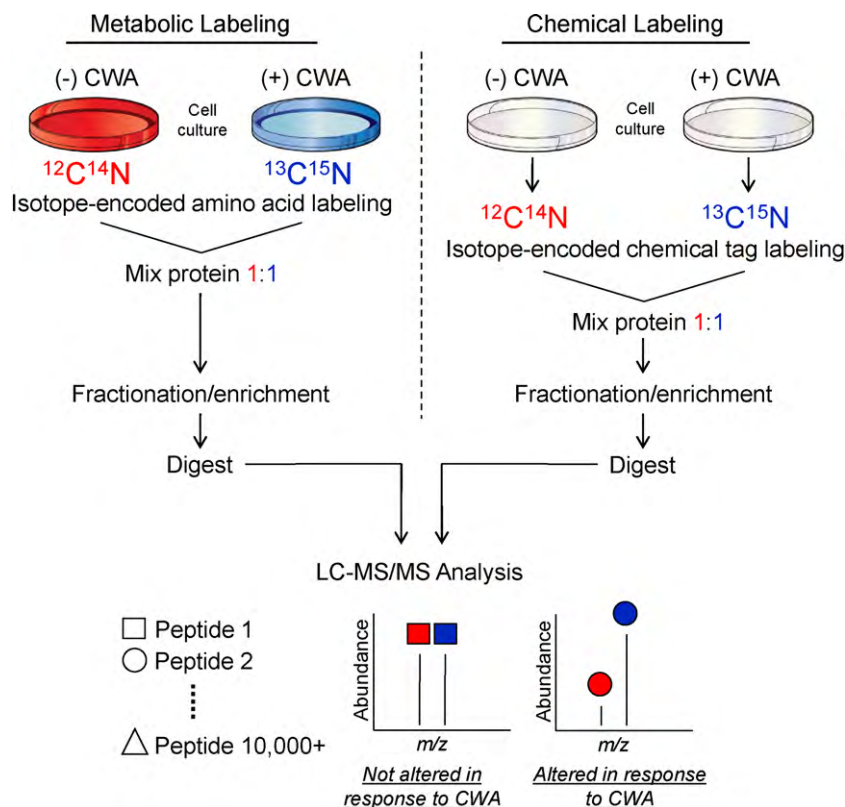 Metabolic Labeling
(-) CWA
Cell
culture
(+) CWA
¹²C¹⁴N
¹³C¹⁵N
Isotope-encoded amino acid labeling
Mix protein 1:1
Fractionation/enrichment
Digest
Chemical Labeling
(-) CWA
Cell
culture
(+) CWA
¹²C¹⁴N
¹³C¹⁵N
Isotope-encoded chemical tag labeling
Mix protein 1:1
Fractionation/enrichment
Digest
LC-MS/MS Analysis
Peptide 1
Peptide 2
Peptide 10,000+
Abundance
m/z
Not altered in
response to CWA
Abundance
m/z
Altered in response
to CWA